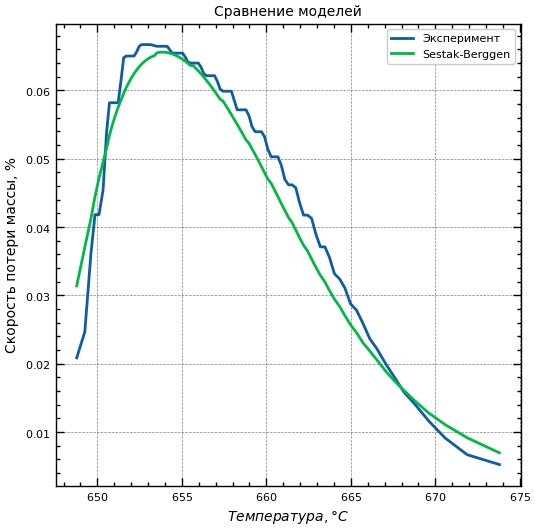 Сравнение моделей
Эксперимент
Sestak-Berggen
Скорость потери массы, %
0.06
0.05
0.04
0.03
0.02
0.01
650 655 660 665 670 675
Температура, °C